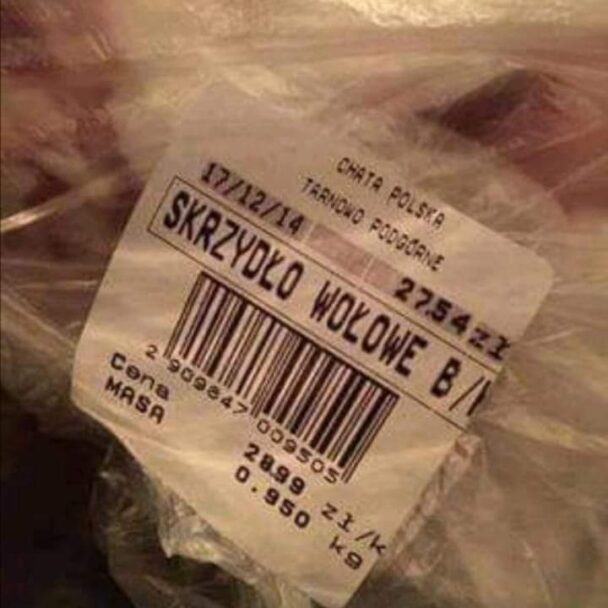 CHATA POLSKA
TARNOWO PODGÓRNE
17/12/14
27.54 zł
SKRZYDŁO WOŁOWE B/
2 909847 009505
Cena 28.99 zł/k
MASA 0.950 kg